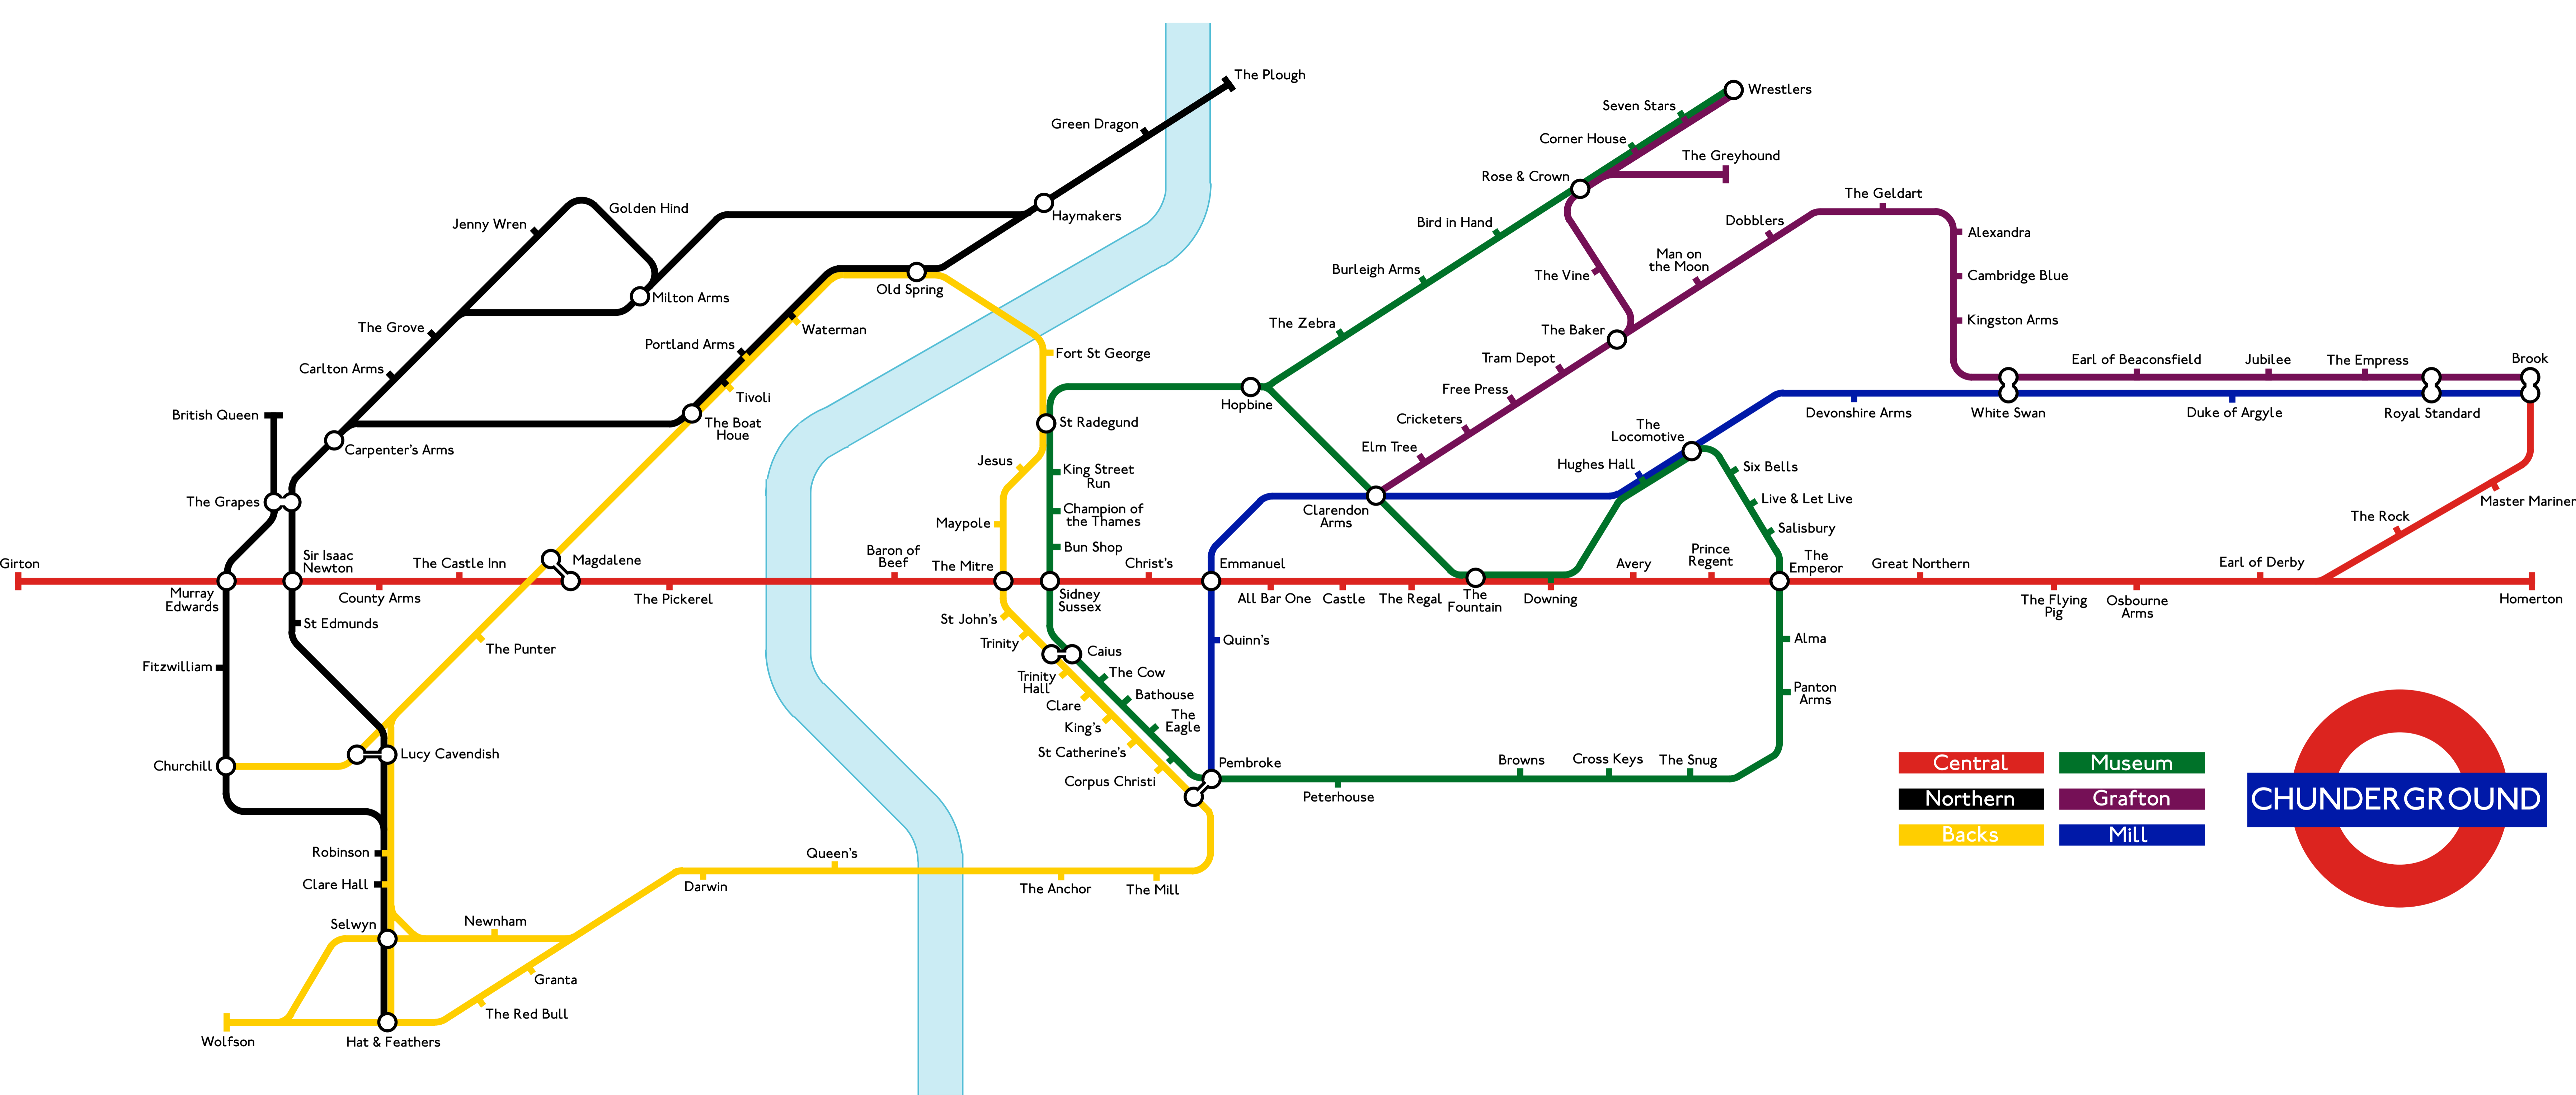 The Plough
Wrestlers
Seven Stars
Green Dragon
Corner House
The Greyhound
Rose & Crown
The Geldart
Golden Hind
Jenny Wren
Haymakers
Bird in Hand
Dobblers
Alexandra
Man on
the Moon
Burleigh Arms
The Vine
Cambridge Blue
Old Spring
Milton Arms
The Zebra
Kingston Arms
The Grove
Waterman
The Baker
Portland Arms
Fort St George
Tram Depot
Earl of Beaconsfield
Jubilee
The Empress
Brook
Carlton Arms
Free Press
Tivoli
Hopbine
Devonshire Arms
White Swan
Duke of Argyle
Royal Standard
British Queen
The Boat
Houe
St Radegund
Cricketers
The
Locomotive
Carpenter's Arms
Elm Tree
Jesus
King Street
Run
Hughes Hall
Six Bells
The Grapes
Clarendon
Arms
Live & Let Live
Master Mariner
Champion of
the Thames
Maypole
Salisbury
The Rock
Bun Shop
Girton
Sir Isaac
Newton
The Castle Inn
Magdalene
Baron of
Beef
The Mitre
Christ's
Emmanuel
Avery
Prince
Regent
The
Emperor
Great Northern
Earl of Derby
Murray
Edwards
County Arms
The Pickerel
Sidney
Sussex
All Bar One
Castle
The Regal
The
Fountain
Downing
The Flying
Pig
Osbourne
Arms
Homerton
St Edmunds
St John's
Quinn's
Alma
Trinity
The Punter
Caius
Fitzwilliam
The Cow
Trinity
Hall
Bathouse
Panton
Arms
Clare
The
Eagle
King's
St Catherine's
Lucy Cavendish
Churchill
Pembroke
Browns
Cross Keys
The Snug
Corpus Christi
Peterhouse
Central
Museum
Northern
Grafton
Backs
Mill
CHUNDERGROUND
Robinson
Queen's
Clare Hall
Darwin
The Anchor
The Mill
Selwyn
Newnham
Granta
The Red Bull
Wolfson
Hat & Feathers